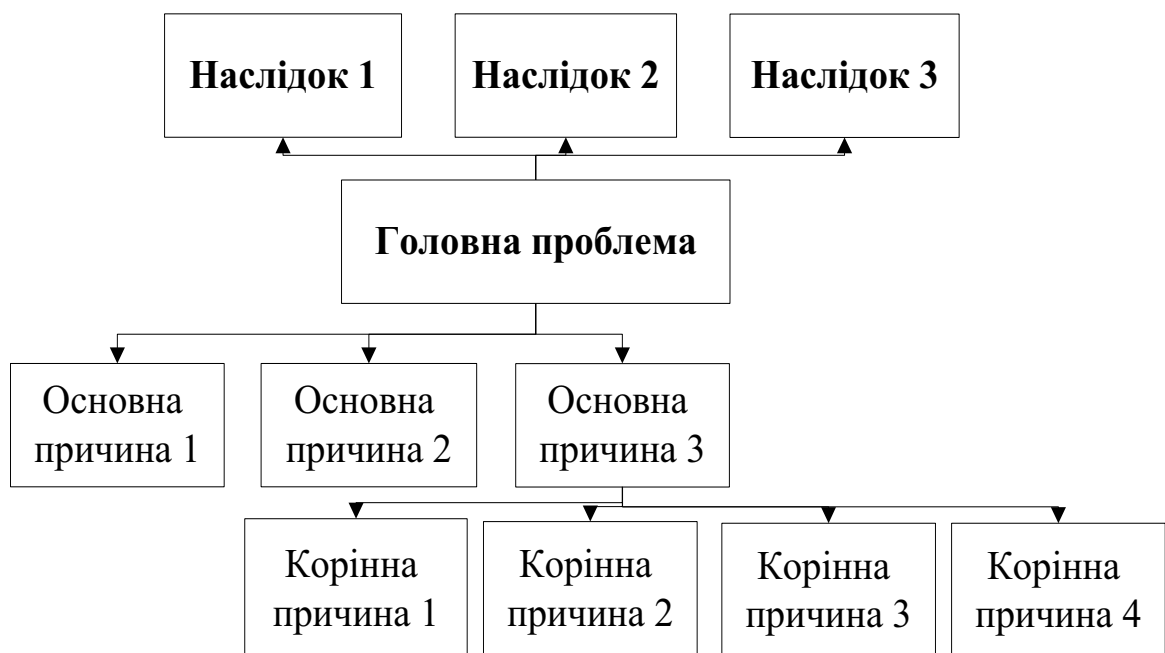 Наслідок 1
Наслідок 2
Наслідок 3
Головна проблема
Основна
причина 1
Основна
причина 2
Основна
причина 3
Корінна
причина 1
Корінна
причина 2
Корінна
причина 3
Корінна
причина 4